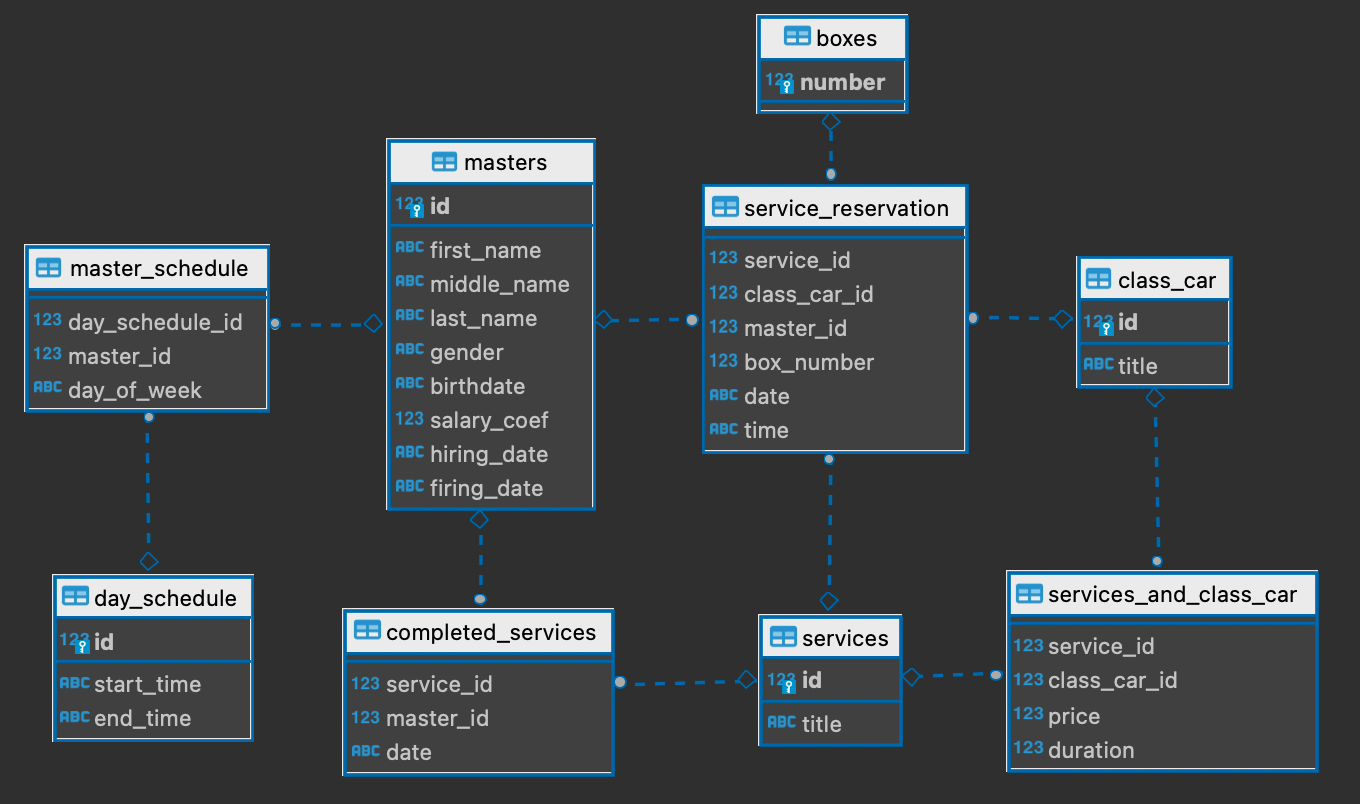 boxes
123 number
masters
123 id
ABC first_name
ABC middle_name
ABC last_name
ABC gender
ABC birthdate
123 salary_coef
ABC hiring_date
ABC firing_date
service_reservation
123 service_id
123 class_car_id
123 master_id
123 box_number
ABC date
ABC time
master_schedule
123 day_schedule_id
123 master_id
ABC day_of_week
class_car
123 id
ABC title
day_schedule
123 id
ABC start_time
ABC end_time
completed_services
123 service_id
123 master_id
ABC date
services
123 id
ABC title
services_and_class_car
123 service_id
123 class_car_id
123 price
123 duration